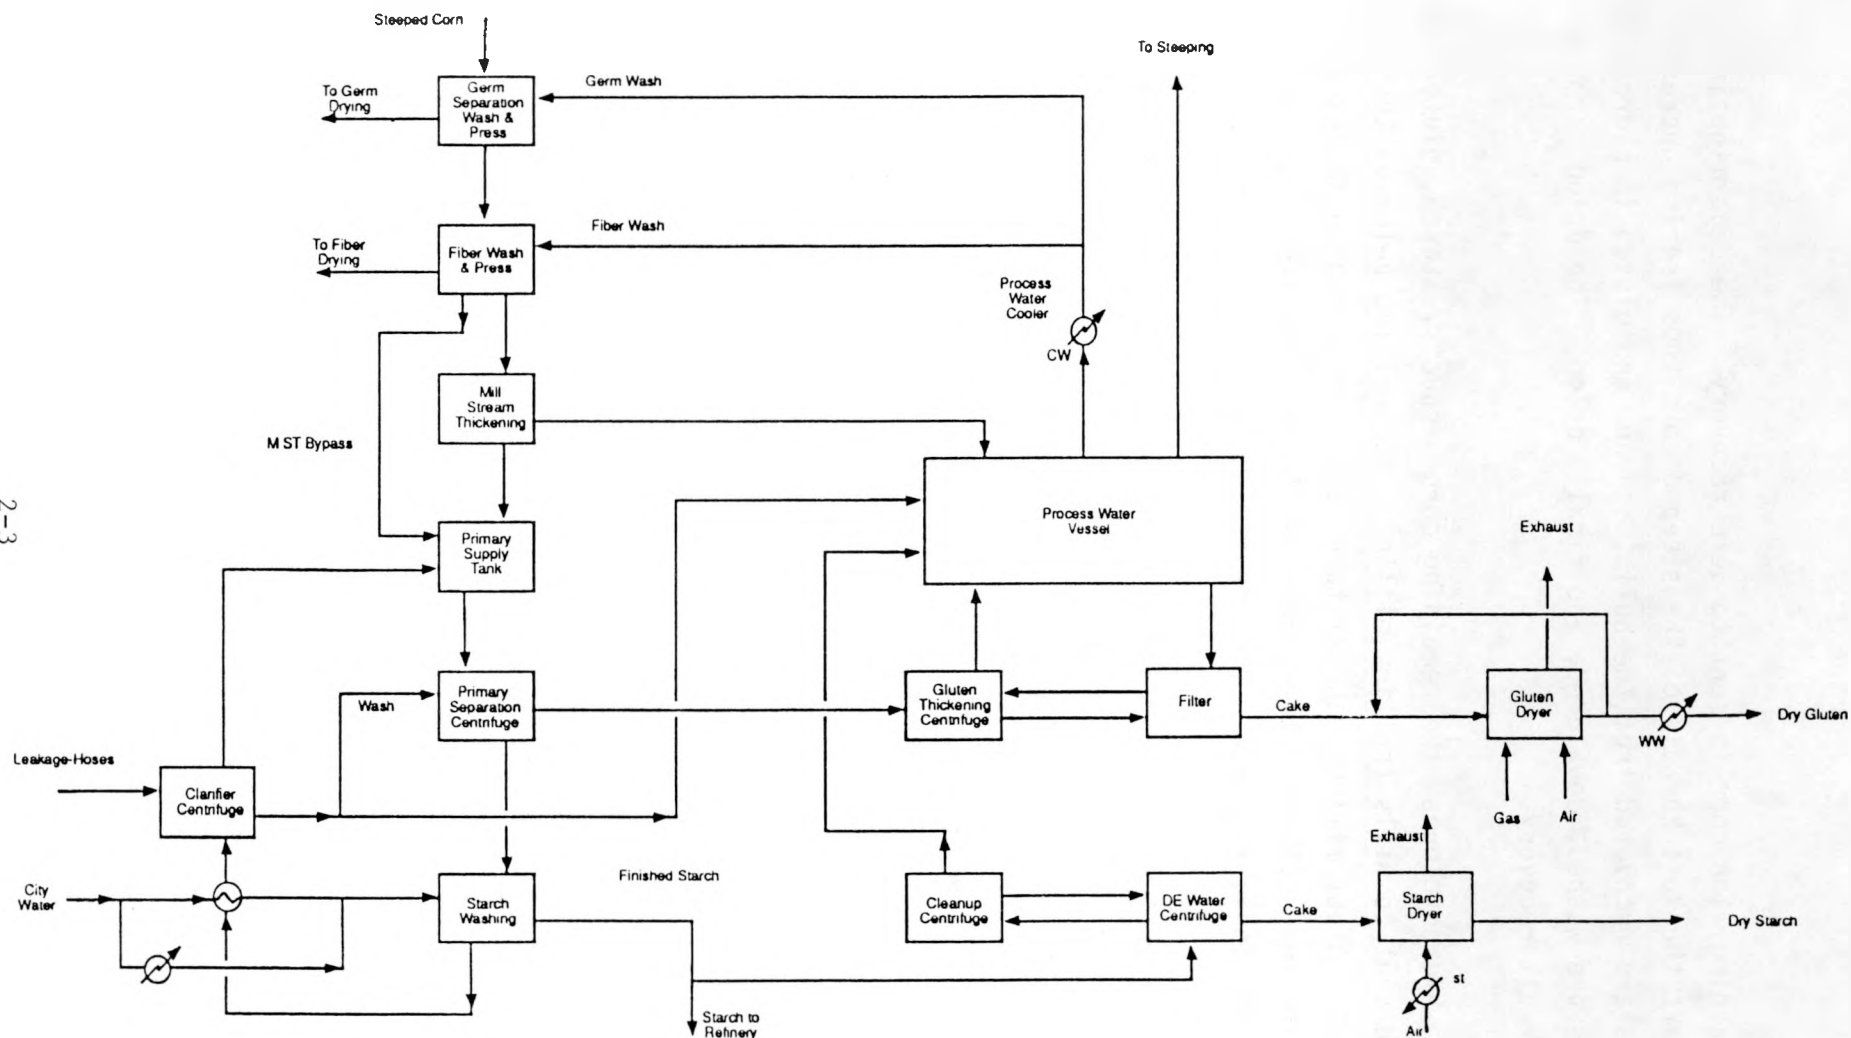 Steeped Corn
To Steeping
Germ Wash
To Germ
Drying
Germ
Separation
Wash &
Press
Fiber Wash
To Fiber
Drying
Fiber Wash
& Press
Process
Water
Cooler
CW
Mill
Stream
Thickening
M ST Bypass
2-3
Process Water
Vessel
Exhaust
Primary
Supply
Tank
Wash
Primary
Separation
Centrifuge
Gluten
Thickening
Centrifuge
Filter
Cake
Gluten
Dryer
WW
Dry Gluten
Gas
Air
Leakage-Hoses
Clarifier
Centrifuge
City
Water
Starch
Washing
Finished Starch
Cleanup
Centrifuge
DE Water
Centrifuge
Cake
Exhaust
Starch
Dryer
Dry Starch
st
Air
Starch to
Refinery